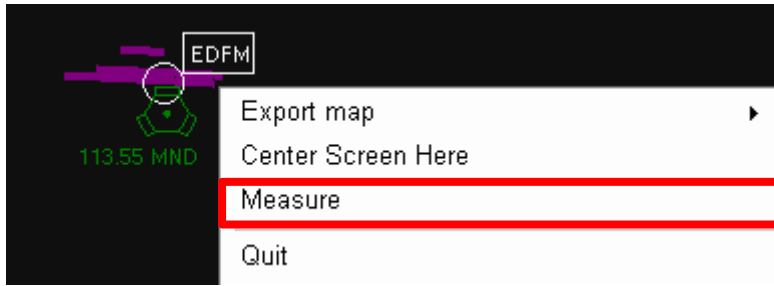 EDFM
113.55 MND
Export map
Center Screen Here
Measure
Quit